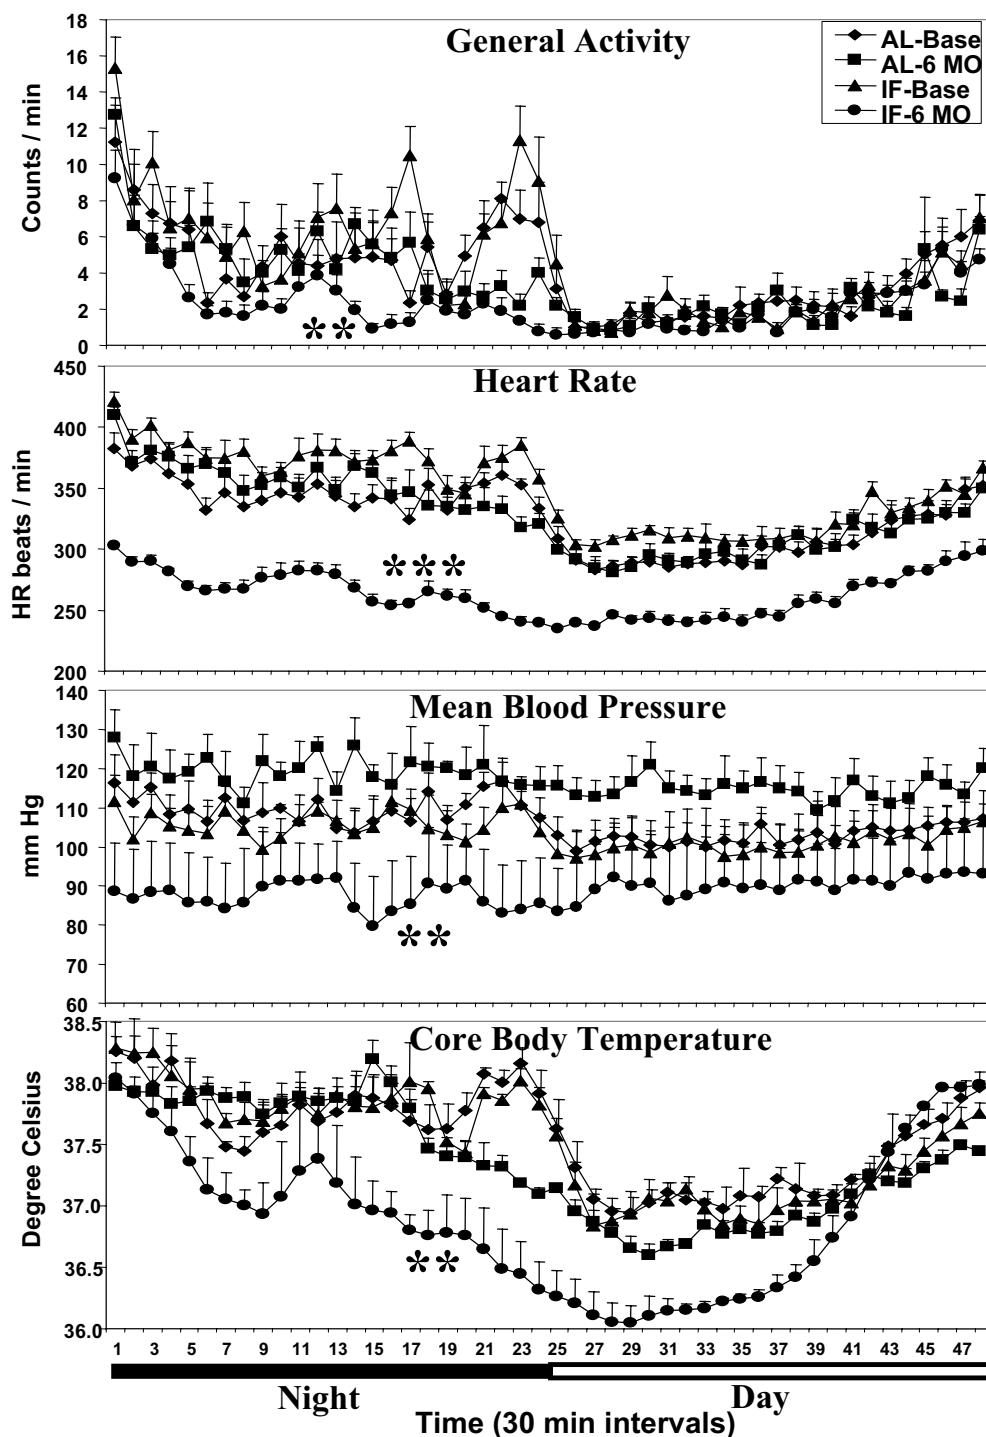 General Activity
AL-Base
AL-6 MO
IF-Base
IF-6 MO
Counts / min
18
16
14
12
10
8
6
4
2
0
**
Heart Rate
HR beats / min
450
400
350
300
250
200
***
Mean Blood Pressure
mm Hg
140
130
120
110
100
90
80
70
60
**
Core Body Temperature
Degree Celsius
38.5
38.0
37.5
37.0
36.5
36.0
**
1 3 5 7 9 11 13 15 17 19 21 23 25 27 29 31 33 35 37 39 41 43 45 47
Night Day
Time (30 min intervals)